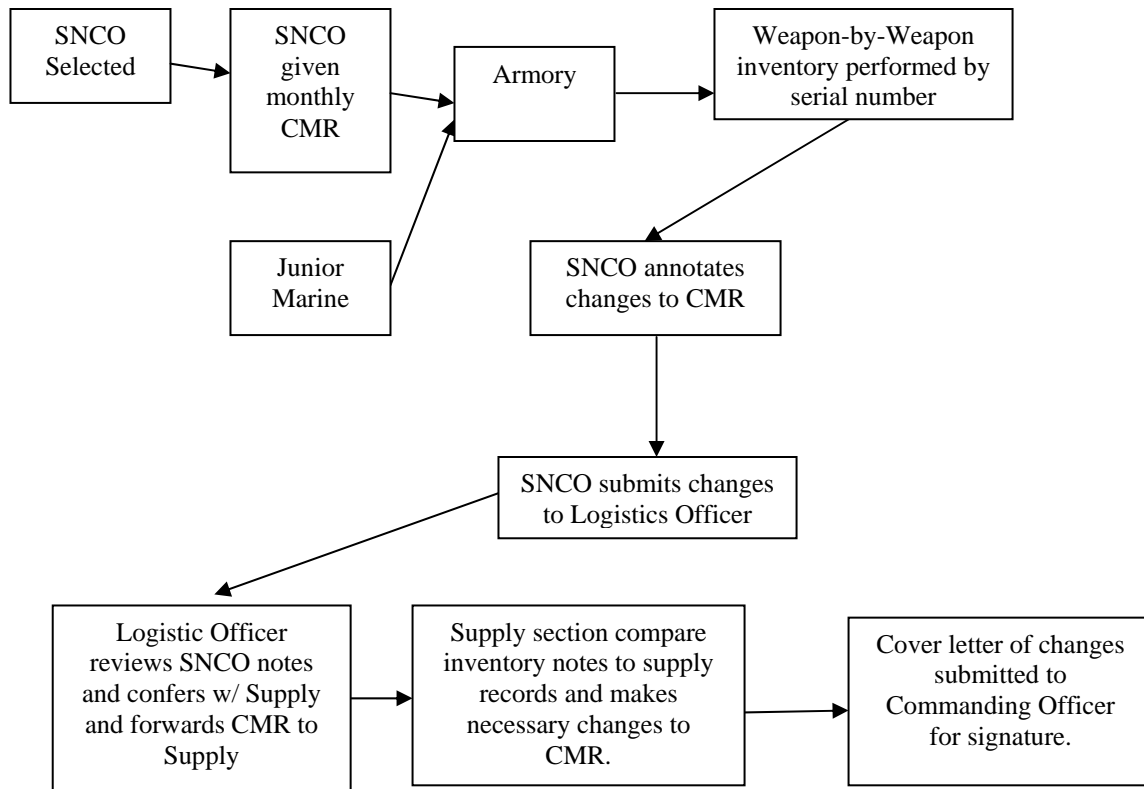 SNCO
Selected
SNCO
given
monthly
CMR
Armory
Weapon-by-Weapon
inventory performed by
serial number
Junior
Marine
SNCO annotates
changes to CMR
SNCO submits changes
to Logistics Officer
Logistic Officer
reviews SNCO notes
and confers w/ Supply
and forwards CMR to
Supply
Supply section compare
inventory notes to supply
records and makes
necessary changes to
CMR.
Cover letter of changes
submitted to
Commanding Officer
for signature.